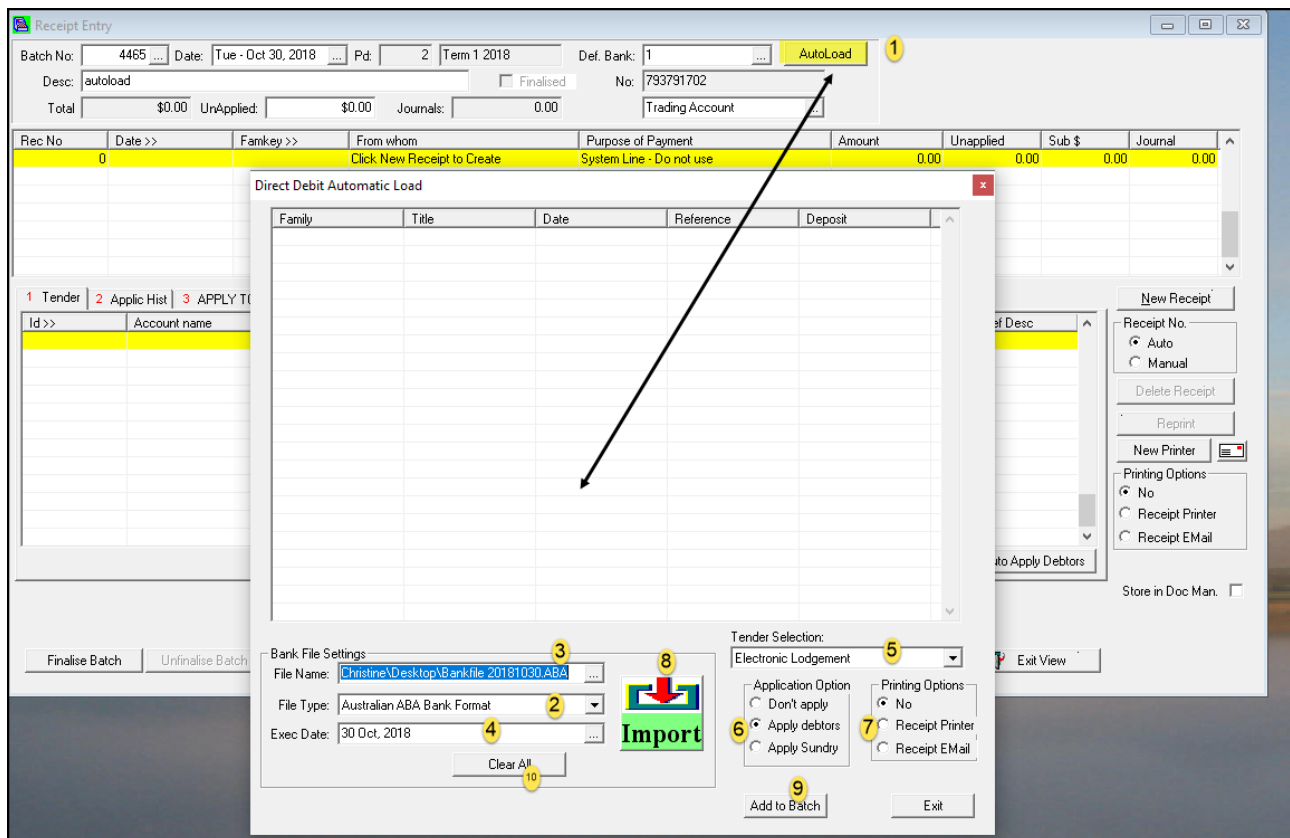 Receipt Entry
Batch No: 4465 ... Date: Tue - Oct 30, 2018 ... Pd: 2 Term 1 2018 Def. Bank: 1 ... AutoLoad 1
Desc: autoload Finalised No: 793791702
Total $0.00 UnApplied: $0.00 Journals: 0.00 Trading Account ...
Rec No Date >> Famkey >> From whom Purpose of Payment Amount Unapplied Sub $ Journal
0 Click New Receipt to Create System Line - Do not use 0.00 0.00 0.00 0.00
Direct Debit Automatic Load x
Family Title Date Reference Deposit
1 Tender 2 Applic Hist 3 APPLY TO
New Receipt
Id >> Account name ef Desc
Receipt No.
Auto
Manual
Delete Receipt
Reprint
New Printer
Printing Options
No
Receipt Printer
Receipt EMail
uto Apply Debtors
Store in Doc Man.
Finalise Batch Unfinalise Batch Exit View
Bank File Settings
File Name: Christine\Desktop\Bankfile 20181030.ABA ... 3
File Type: Australian ABA Bank Format 2
Exec Date: 30 Oct, 2018 4 ...
Clear All 10
8
Import
Tender Selection:
Electronic Lodgement 5
Application Option
Don't apply
6 Apply debtors
Apply Sundry
Printing Options
No
7 Receipt Printer
Receipt EMail
9
Add to Batch Exit